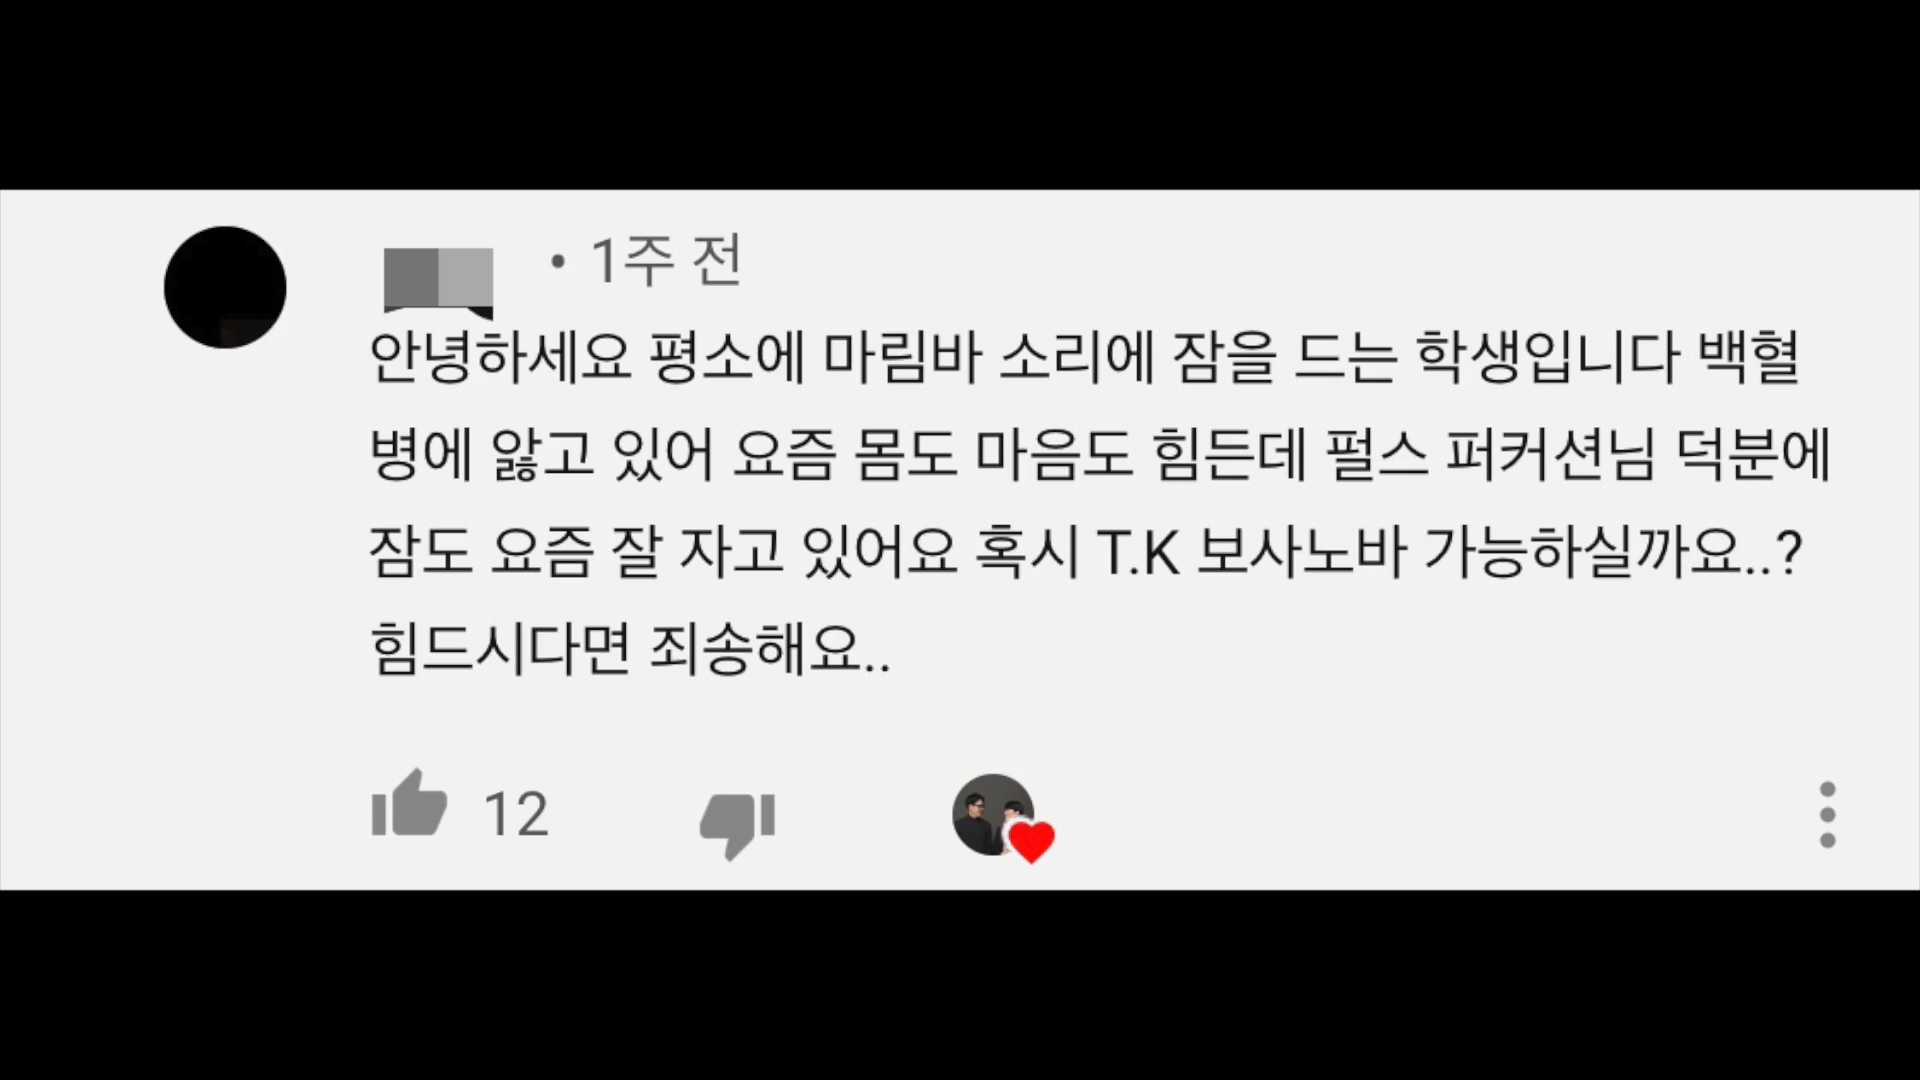 • 1주 전
안녕하세요 평소에 마림바 소리에 잠을 드는 학생입니다 백혈
병에 앓고 있어 요즘 몸도 마음도 힘든데 펄스 퍼커션님 덕분에
잠도 요즘 잘 자고 있어요 혹시 T.K 보사노바 가능하실까요..?
힘드시다면 죄송해요..
12